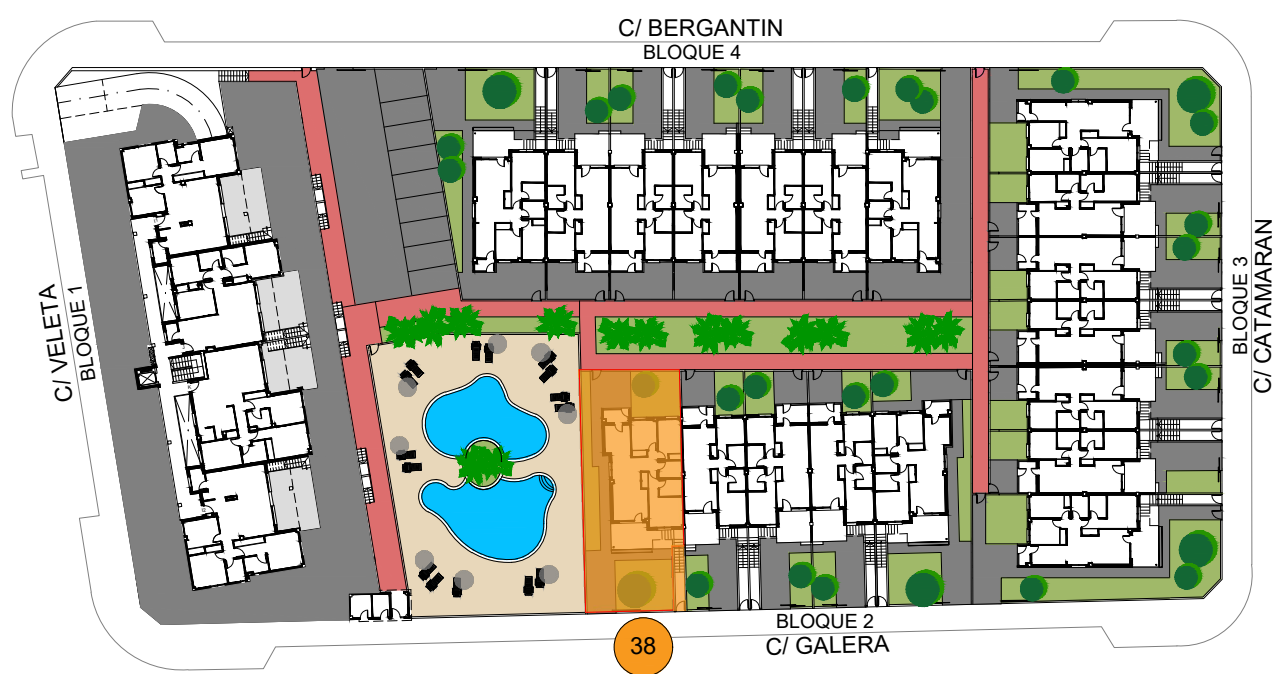 C/ BERGANTIN
BLOQUE 4
C/ VELETA
BLOQUE 1
BLOQUE 3
C/ CATAMARAN
BLOQUE 2
C/ GALERA
38